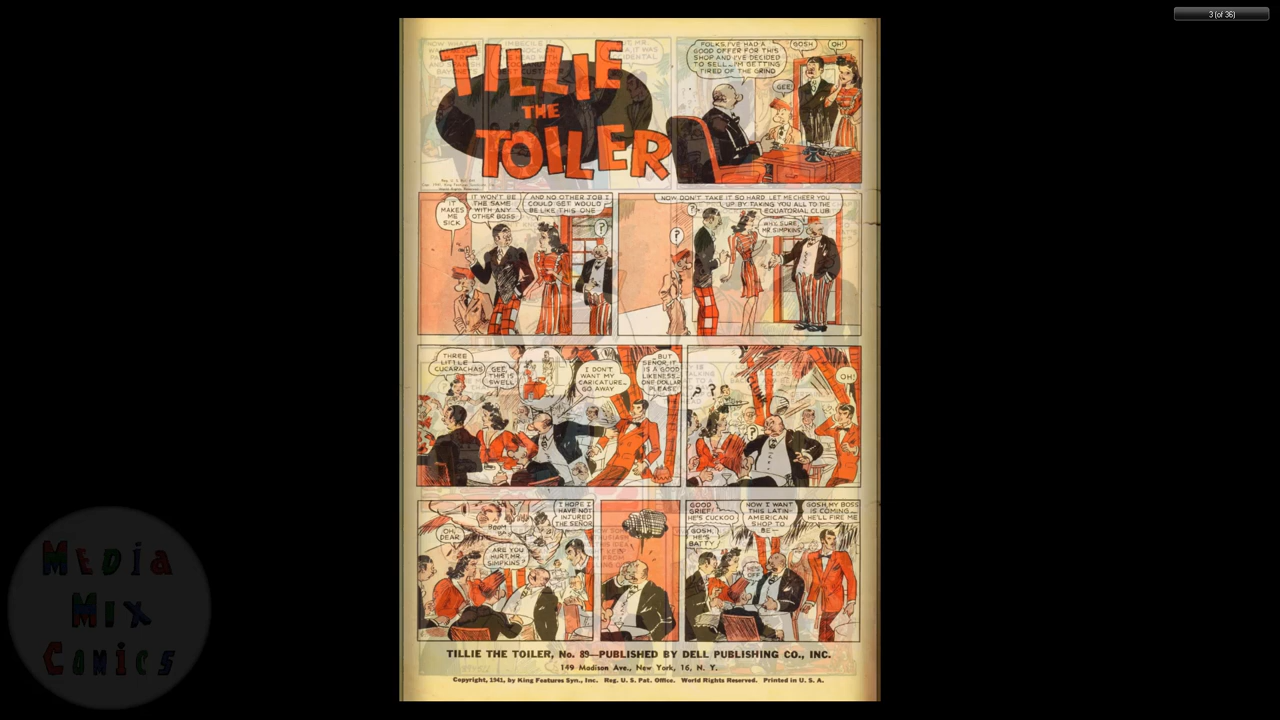 3 (of 36)
TILLIE
THE
TOILER
FOLKS, I'VE HAD A
GOOD OFFER FOR THIS
SHOP AND I'VE DECIDED
TO SELL... I'M GETTING
TIRED OF THE GRIND
GOSH
OH!
GEE!
IT
MAKES
ME
SICK
IT WON'T BE
THE SAME
WITH ANY
OTHER BOSS
AND NO OTHER JOB I
COULD GET WOULD
BE LIKE THIS ONE
?
NOW DON'T TAKE IT SO HARD. LET ME CHEER YOU
UP BY TAKING YOU ALL TO THE
EQUATORIAL CLUB
?
?
WHY, SURE,
MR. SIMPKINS
THREE
LITTLE
CUCARACHAS
GEE,
THIS IS
SWELL
I DON'T
WANT MY
CARICATURE...
GO AWAY
...BUT
SEÑOR, IT
IS A GOOD
LIKENESS...
ONE DOLLAR
PLEASE
? ?
CLUNK
?
OH!
OH,
DEAR
ARE YOU
HURT, MR.
SIMPKINS?
I HOPE I
HAVE NOT
INJURED
THE SEÑOR
GOOD
GRIEF!
HE'S CUCKOO
GOSH,
HE'S
BATTY
NOW I WANT
THIS LATIN-
AMERICAN
SHOP TO
BE--
HE'S
OFF
GOSH, MY BOSS
IS COMING...
HE'LL FIRE ME
TILLIE THE TOILER, No. 89—PUBLISHED BY DELL PUBLISHING CO., INC.
149 Madison Ave., New York, 16, N. Y.
Copyright, 1941, by King Features Syn., Inc. Reg. U. S. Pat. Office. World Rights Reserved. Printed in U. S. A.
Media
Mix
Comics